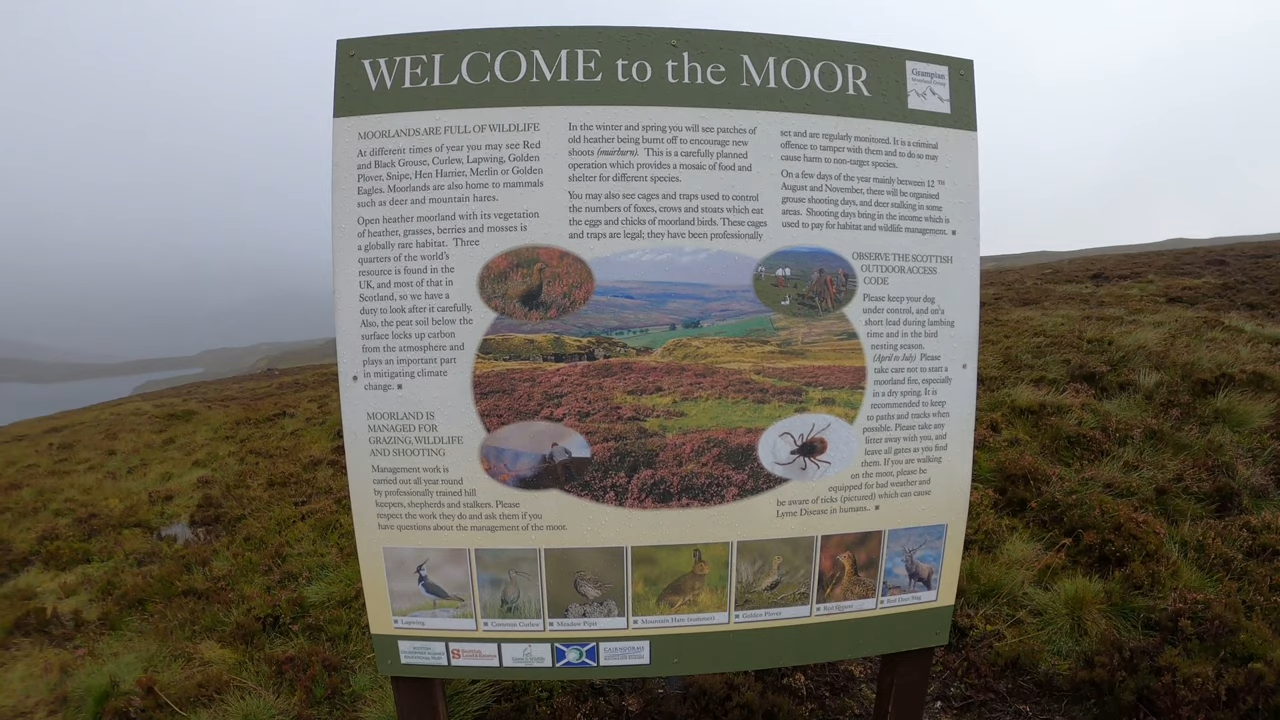 WELCOME to the MOOR
Grampian
Moorland Group
MOORLANDS ARE FULL OF WILDLIFE
At different times of year you may see Red
and Black Grouse, Curlew, Lapwing, Golden
Plover, Snipe, Hen Harrier, Merlin or Golden
Eagles. Moorlands are also home to mammals
such as deer and mountain hares.
Open heather moorland with its vegetation
of heather, grasses, berries and mosses is
a globally rare habitat. Three
quarters of the world's
resource is found in the
UK, and most of that in
Scotland, so we have a
duty to look after it carefully.
Also, the peat soil below the
surface locks up carbon
from the atmosphere and
plays an important part
in mitigating climate
change.
MOORLAND IS
MANAGED FOR
GRAZING, WILDLIFE
AND SHOOTING
Management work is
carried out all year round
by professionally trained hill
keepers, shepherds and stalkers. Please
respect the work they do and ask them if you
have questions about the management of the moor.
In the winter and spring you will see patches of
old heather being burnt off to encourage new
shoots (muirburn). This is a carefully planned
operation which provides a mosaic of food and
shelter for different species.
You may also see cages and traps used to control
the numbers of foxes, crows and stoats which eat
the eggs and chicks of moorland birds. These cages
and traps are legal; they have been professionally
set and are regularly monitored. It is a criminal
offence to tamper with them and to do so may
cause harm to non-target species.
On a few days of the year mainly between 12 TH
August and November, there will be organised
grouse shooting days, and deer stalking in some
areas. Shooting days bring in the income which is
used to pay for habitat and wildlife management.
OBSERVE THE SCOTTISH
OUTDOOR ACCESS
CODE
Please keep your dog
under control, and on a
short lead during lambing
time and in the bird
nesting season.
(April to July) Please
take care not to start a
moorland fire, especially
in a dry spring. It is
recommended to keep
to paths and tracks when
possible. Please take any
litter away with you, and
leave all gates as you find
them. If you are walking
on the moor, please be
equipped for bad weather and
be aware of ticks (pictured) which can cause
Lyme Disease in humans..
Lapwing
Common Curlew
Meadow Pipit
Mountain Hare (summer)
Golden Plover
Red Grouse
Red Deer Stag
Scottish
Land & Estates
CAIRNGORMS